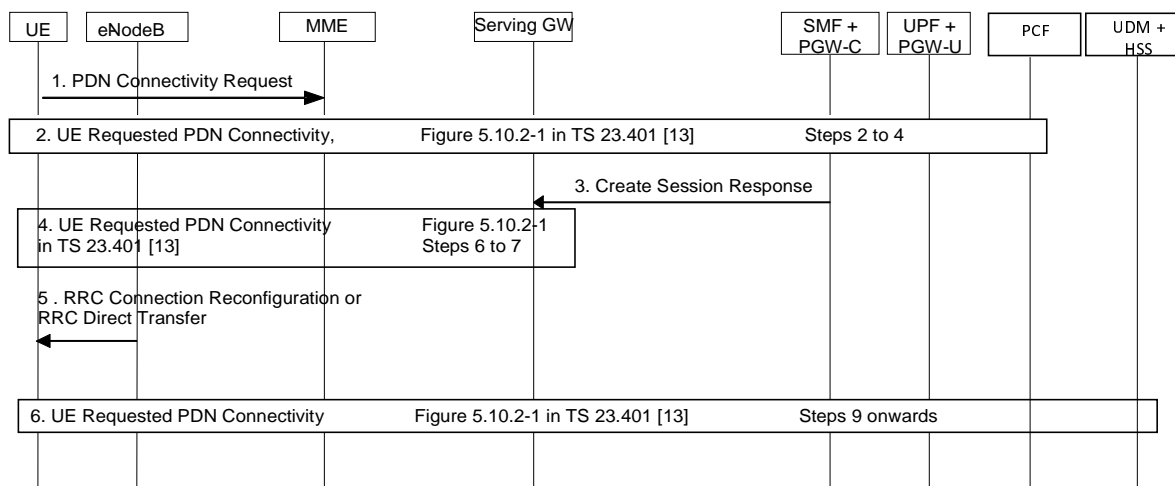 UE
eNodeB
MME
Serving GW
SMF +
PGW-C
UPF +
PGW-U
PCF
UDM +
HSS
1. PDN Connectivity Request
2. UE Requested PDN Connectivity, Figure 5.10.2-1 in TS 23.401 [13] Steps 2 to 4
3. Create Session Response
4. UE Requested PDN Connectivity Figure 5.10.2-1
in TS 23.401 [13] Steps 6 to 7
5 . RRC Connection Reconfiguration or
RRC Direct Transfer
6. UE Requested PDN Connectivity Figure 5.10.2-1 in TS 23.401 [13] Steps 9 onwards